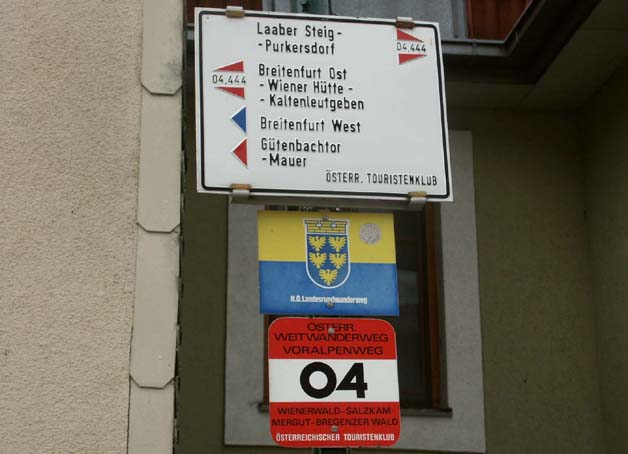 Laaber Steig-
-Purkersdorf
04,444
04,444
Breitenfurt Ost
-Wiener Hütte-
-Kaltenleutgeben
Breitenfurt West
Gütenbachtor
-Mauer
ÖSTERR. TOURISTENKLUB
N.Ö. Landesrundwanderweg
ÖSTERR.
WEITWANDERWEG
VORALPENWEG
04
WIENERWALD-SALZKAM
MERGUT-BREGENZER WALD
ÖSTERREICHISCHER TOURISTENKLUB